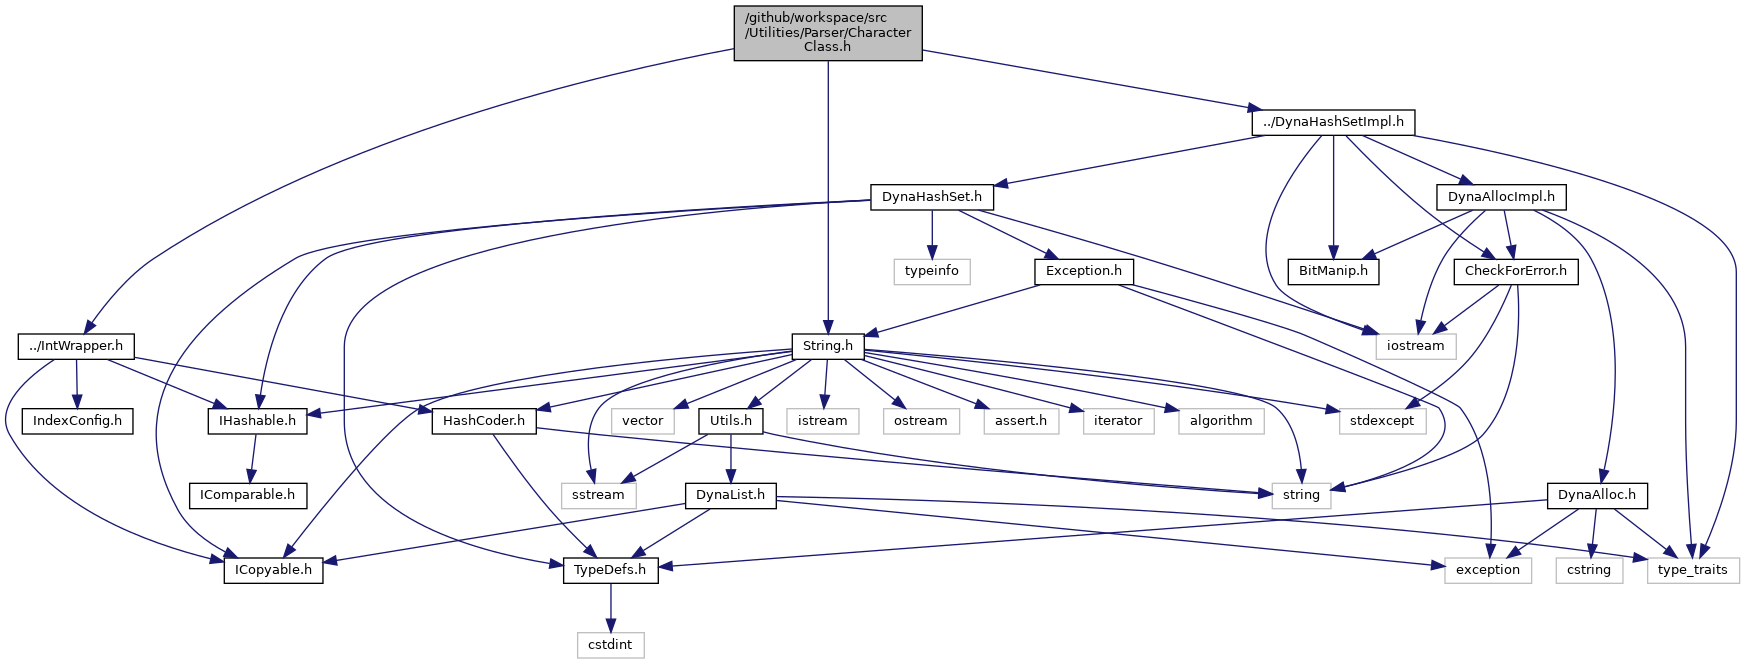 /github/workspace/src
/Utilities/Parser/Character
Class.h
../DynaHashSetImpl.h
DynaHashSet.h
DynaAllocImpl.h
typeinfo
Exception.h
BitManip.h
CheckForError.h
../IntWrapper.h
String.h
iostream
IndexConfig.h
IHashable.h
HashCoder.h
vector
Utils.h
istream
ostream
assert.h
iterator
algorithm
stdexcept
IComparable.h
sstream
DynaList.h
string
DynaAlloc.h
ICopyable.h
TypeDefs.h
exception
cstring
type_traits
cstdint